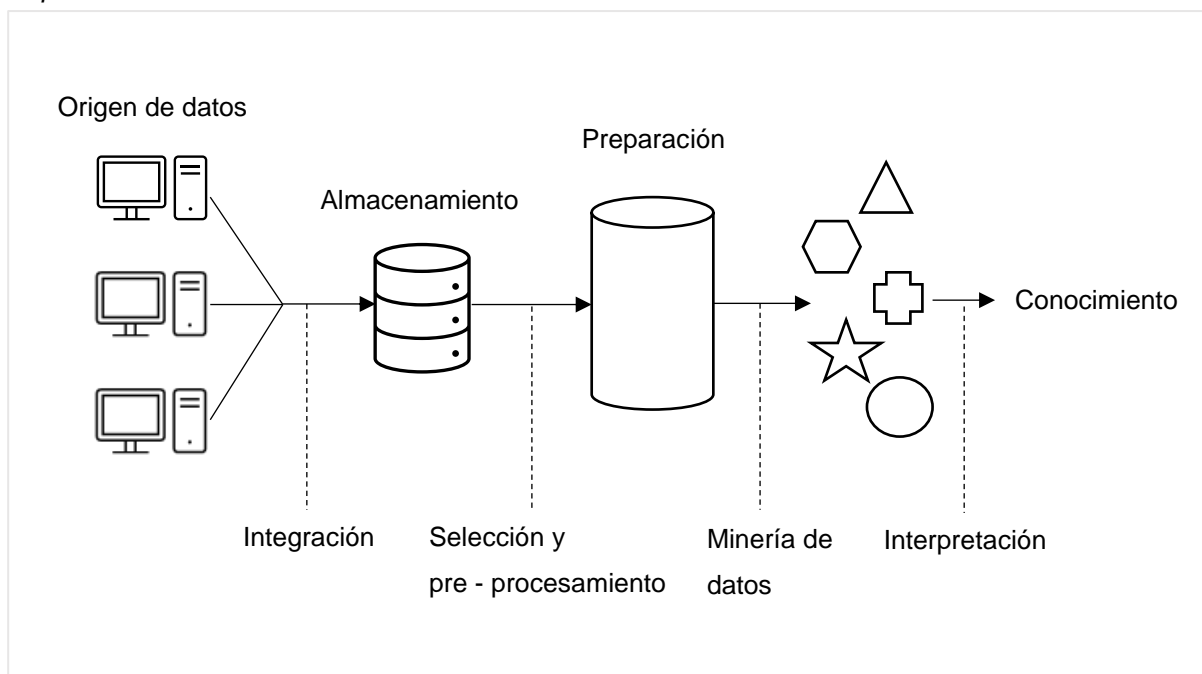 Origen de datos
Preparación
Almacenamiento
Conocimiento
Integración
Selección y
pre - procesamiento
Minería de
datos
Interpretación